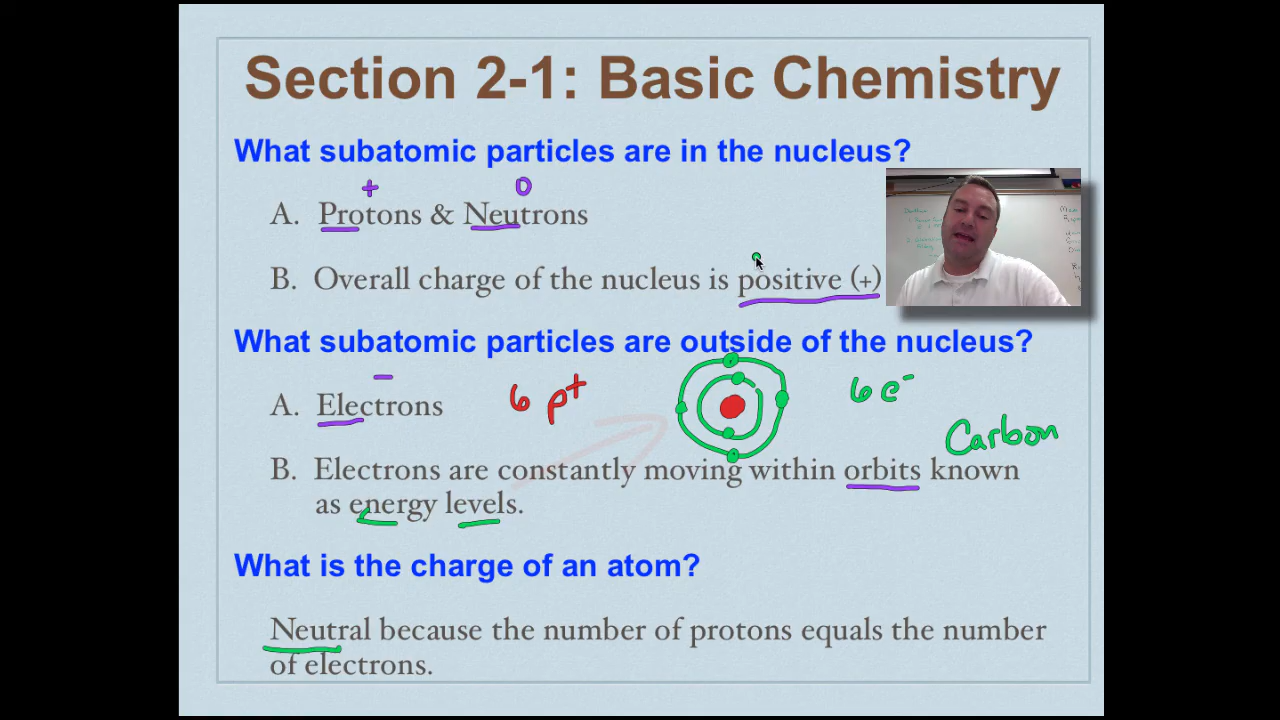 Section 2-1: Basic Chemistry
What subatomic particles are in the nucleus?
+ 0
A. Protons & Neutrons
B. Overall charge of the nucleus is positive (+)
What subatomic particles are outside of the nucleus?
−
A. Electrons 6 p+ 6 e-
Carbon
B. Electrons are constantly moving within orbits known
as energy levels.
What is the charge of an atom?
Neutral because the number of protons equals the number
of electrons.